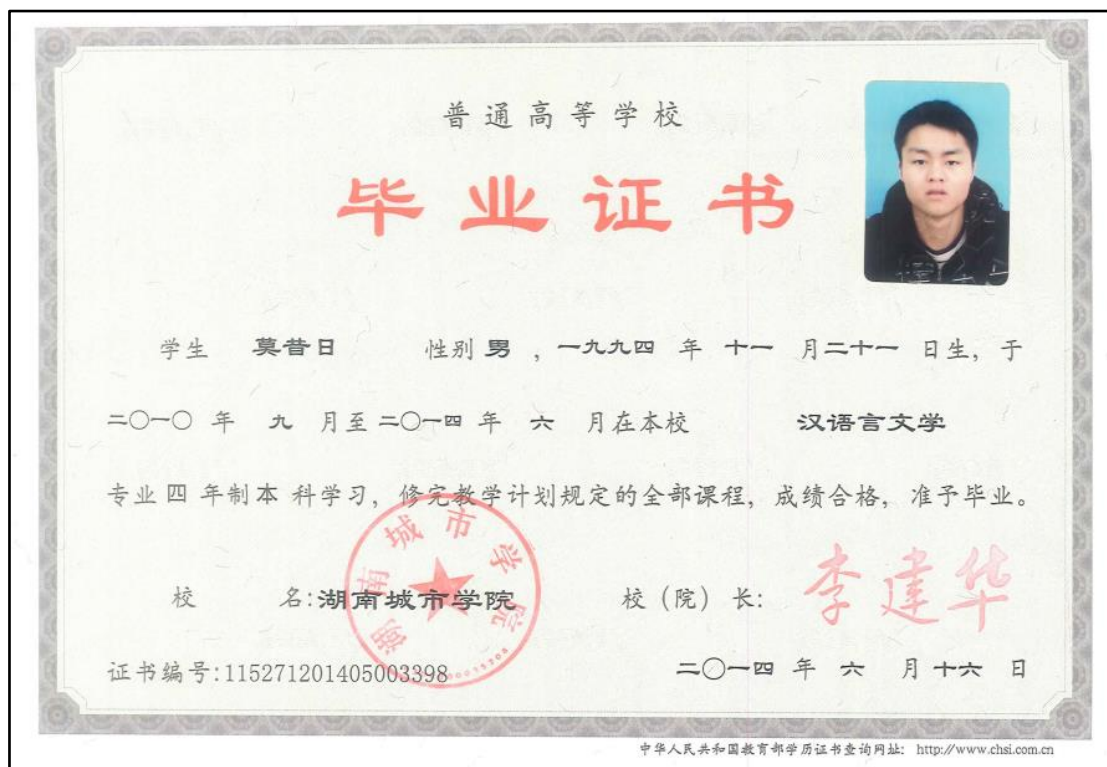 普通高等学校
毕业证书
学生 莫昔日 性别 男 ，一九九四 年 十一 月二十一 日生，于
二〇一〇 年 九 月至 二〇一四 年 六 月在本校 汉语言文学
专业 四 年制 本 科学习，修完教学计划规定的全部课程，成绩合格，准予毕业。
湖南城市学院
校 名:湖南城市学院 校（院）长: 李建华
证书编号:115271201405003398 二〇一四 年 六 月 十六 日
中华人民共和国教育部学历证书查询网址: http://www.chsi.com.cn